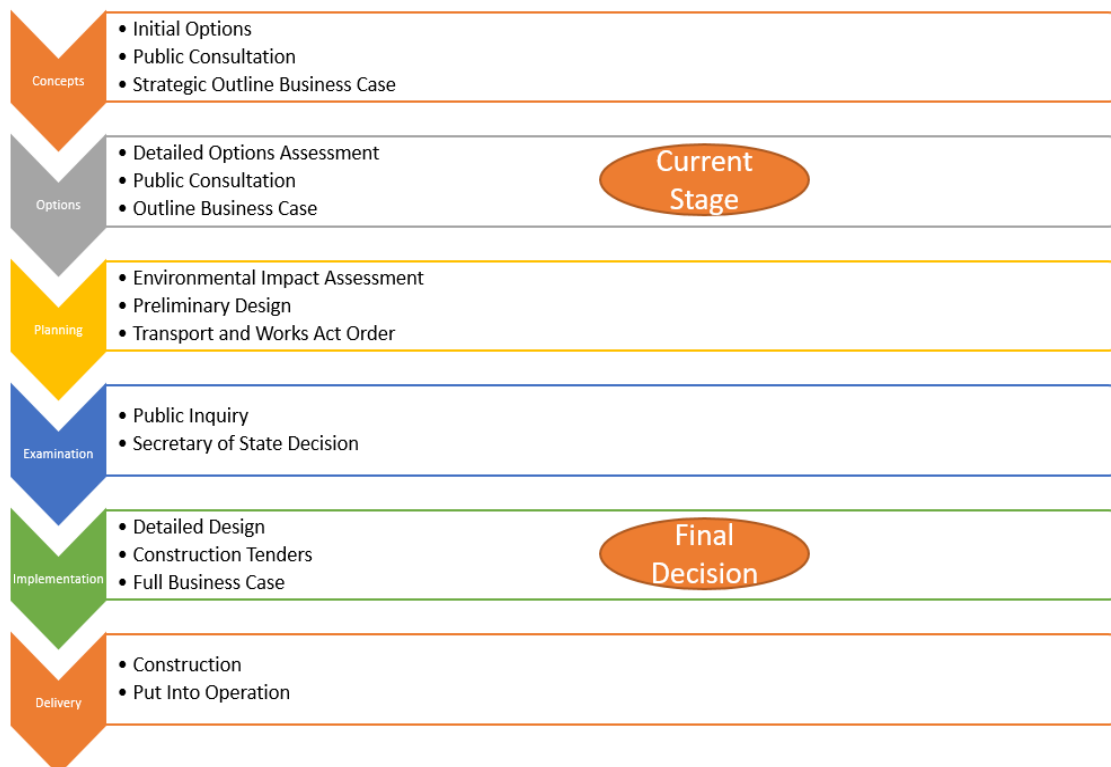 Concepts
• Initial Options
• Public Consultation
• Strategic Outline Business Case
Options
• Detailed Options Assessment
• Public Consultation
• Outline Business Case
Current
Stage
Planning
• Environmental Impact Assessment
• Preliminary Design
• Transport and Works Act Order
Examination
• Public Inquiry
• Secretary of State Decision
Implementation
• Detailed Design
• Construction Tenders
• Full Business Case
Final
Decision
Delivery
• Construction
• Put Into Operation